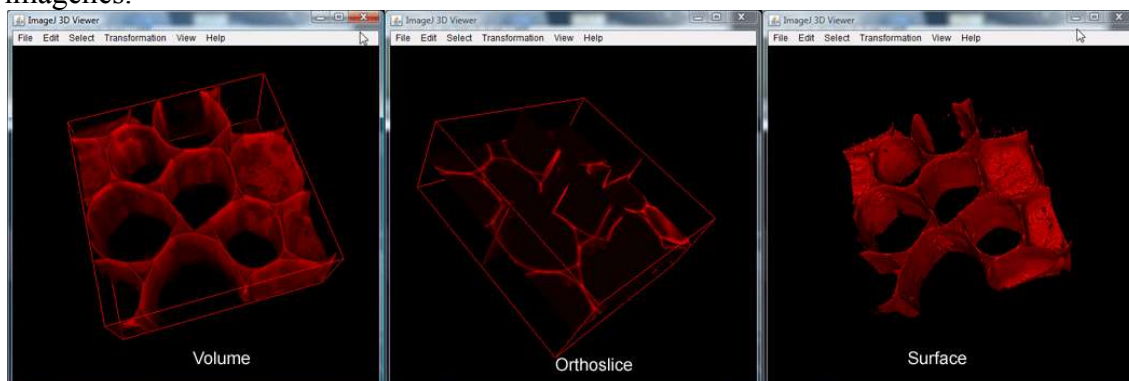 imágenes.
ImageJ 3D Viewer
File Edit Select Transformation View Help
Volume
ImageJ 3D Viewer
File Edit Select Transformation View Help
Orthoslice
ImageJ 3D Viewer
File Edit Select Transformation View Help
Surface